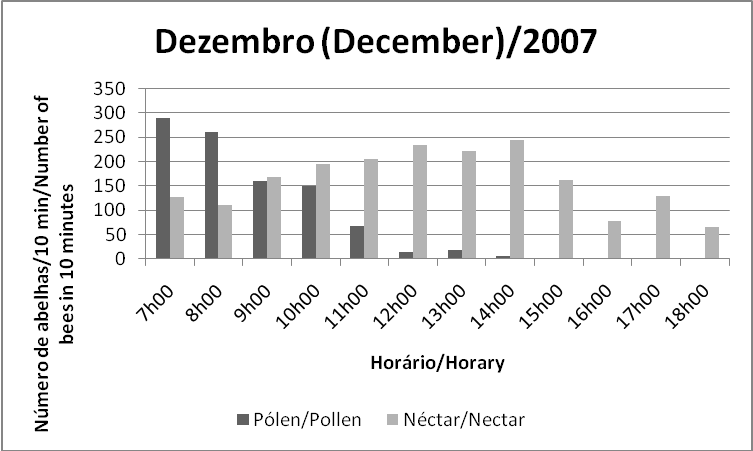 Dezembro (December)/2007
Número de abelhas/10 min/Number of
bees in 10 minutes
350
300
250
200
150
100
50
0
7h00
8h00
9h00
10h00
11h00
12h00
13h00
14h00
15h00
16h00
17h00
18h00
Horário/Horary
Pólen/Pollen
Néctar/Nectar